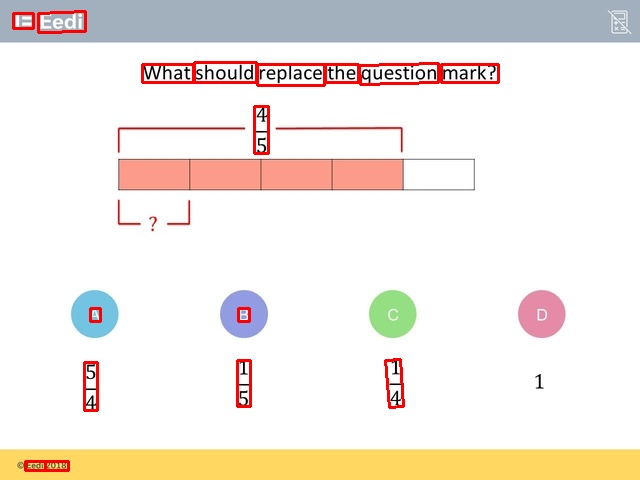 Eedi
What should replace the question mark?
4/5
?
A B C D
5/4 1/5 1/4 1
© Eedi 2018